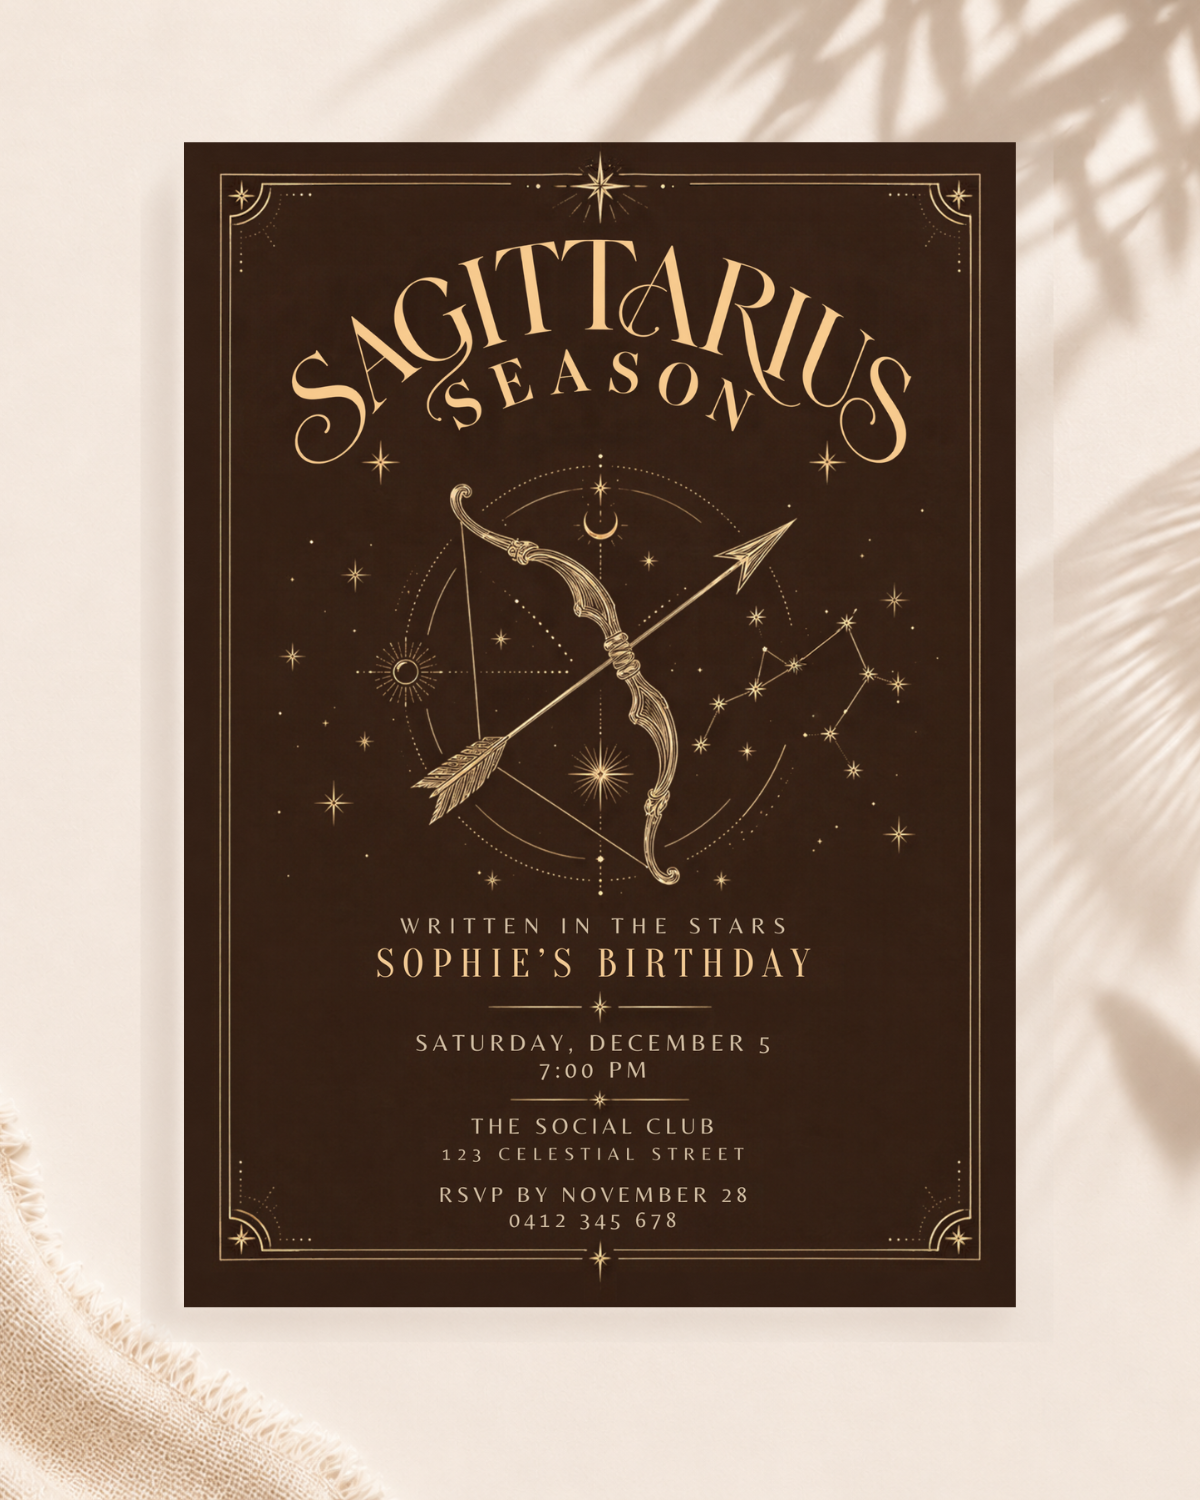 SAGITTARIUS
SEASON
WRITTEN IN THE STARS
SOPHIE'S BIRTHDAY
SATURDAY, DECEMBER 5
7:00 PM
THE SOCIAL CLUB
123 CELESTIAL STREET
RSVP BY NOVEMBER 28
0412 345 678